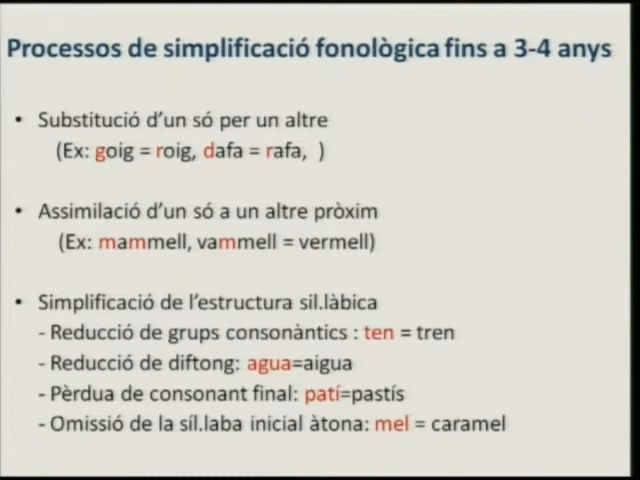 Processos de simplificació fonològica fins a 3-4 anys
• Substitució d'un só per un altre
(Ex: goig = roig, dafa = rafa, )
• Assimilació d'un só a un altre pròxim
(Ex: mammell, vammell = vermell)
• Simplificació de l'estructura sil.làbica
- Reducció de grups consonàntics : ten = tren
- Reducció de diftong: agua=aigua
- Pèrdua de consonant final: patí=pastís
- Omissió de la síl.laba inicial àtona: mel = caramel